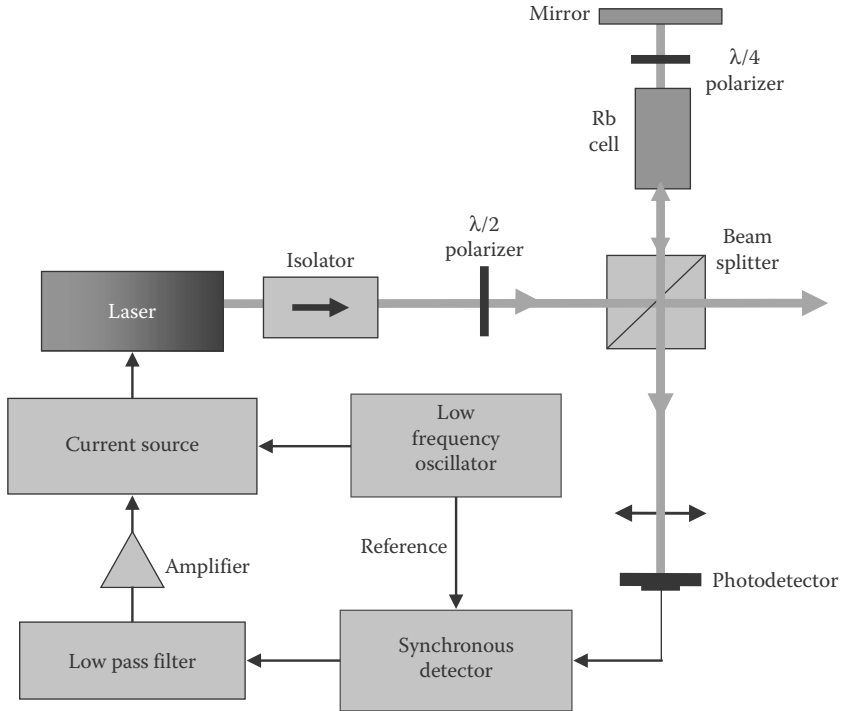 Mirror
λ/4
polarizer
Rb
cell
λ/2
polarizer
Beam
splitter
Isolator
Laser
Current source
Low
frequency
oscillator
Reference
Amplifier
Photodetector
Low pass filter
Synchronous
detector